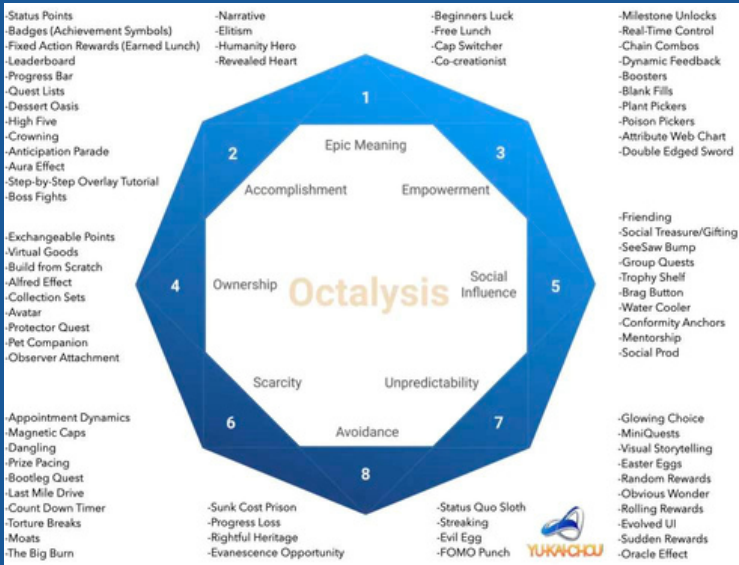 -Status Points
-Badges (Achievement Symbols)
-Fixed Action Rewards (Earned Lunch)
-Leaderboard
-Progress Bar
-Quest Lists
-Dessert Oasis
-High Five
-Crowning
-Anticipation Parade
-Aura Effect
-Step-by-Step Overlay Tutorial
-Boss Fights
-Narrative
-Elitism
-Humanity Hero
-Revealed Heart
-Beginners Luck
-Free Lunch
-Cap Switcher
-Co-creationist
-Milestone Unlocks
-Real-Time Control
-Chain Combos
-Dynamic Feedback
-Boosters
-Blank Fills
-Plant Pickers
-Poison Pickers
-Attribute Web Chart
-Double Edged Sword
1
Epic Meaning
2
Accomplishment
3
Empowerment
-Exchangeable Points
-Virtual Goods
-Build from Scratch
-Alfred Effect
-Collection Sets
-Avatar
-Protector Quest
-Pet Companion
-Observer Attachment
4
Ownership
Octalysis
Social
Influence
5
-Friending
-Social Treasure/Gifting
-SeeSaw Bump
-Group Quests
-Trophy Shelf
-Brag Button
-Water Cooler
-Conformity Anchors
-Mentorship
-Social Prod
Scarcity
6
Unpredictability
7
Avoidance
8
-Appointment Dynamics
-Magnetic Caps
-Dangling
-Prize Pacing
-Bootleg Quest
-Last Mile Drive
-Count Down Timer
-Torture Breaks
-Moats
-The Big Burn
-Sunk Cost Prison
-Progress Loss
-Rightful Heritage
-Evanescence Opportunity
-Status Quo Sloth
-Streaking
-Evil Egg
-FOMO Punch
YU-KAI CHOU
-Glowing Choice
-MiniQuests
-Visual Storytelling
-Easter Eggs
-Random Rewards
-Obvious Wonder
-Rolling Rewards
-Evolved UI
-Sudden Rewards
-Oracle Effect